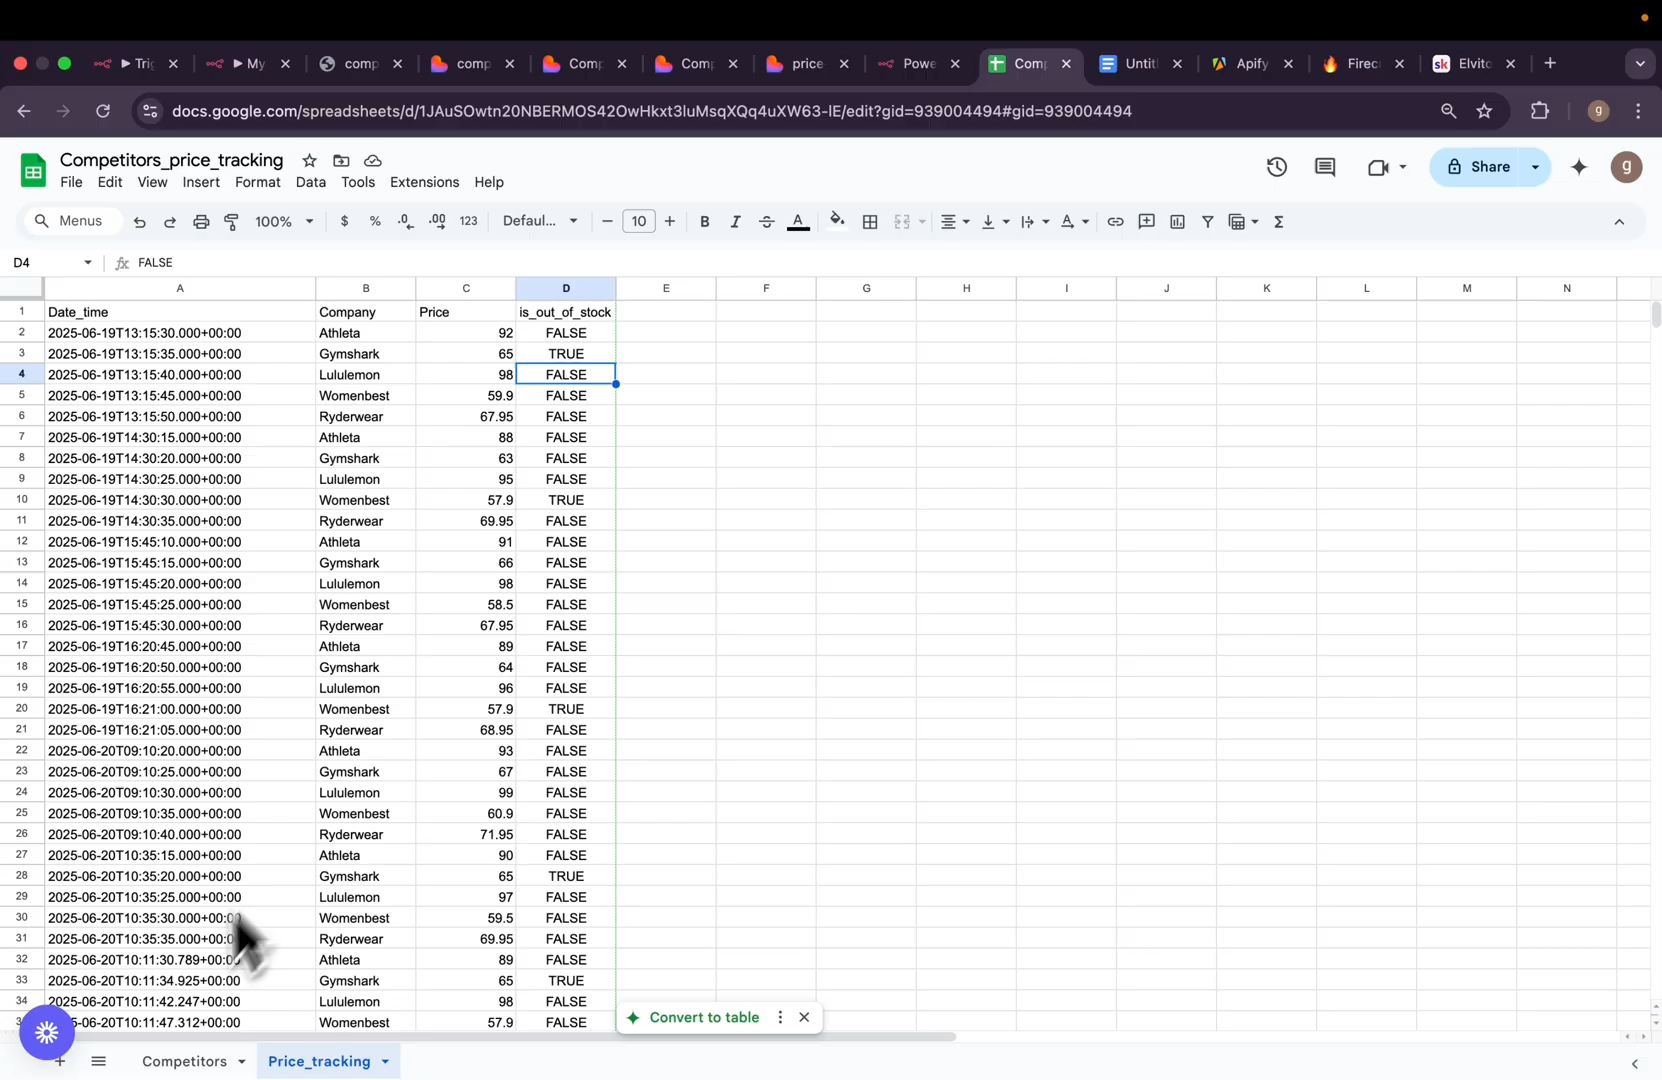 Tri
My
comp
comp
Comp
Comp
price
Powe
Comp
Untit
Apify
Firec
sk Elvito
docs.google.com/spreadsheets/d/1JAuSOwtn20NBERMOS42OwHkxt3luMsqXQq4uXW63-lE/edit?gid=939004494#gid=939004494
g
Competitors_price_tracking
File Edit View Insert Format Data Tools Extensions Help
Share
g
Menus 100% $ % .0 .00 123 Defaul... 10 B I A Σ
D4 fx FALSE
A B C D E F G H I J K L M N
1 Date_time Company Price is_out_of_stock
2 2025-06-19T13:15:30.000+00:00 Athleta 92 FALSE
3 2025-06-19T13:15:35.000+00:00 Gymshark 65 TRUE
4 2025-06-19T13:15:40.000+00:00 Lululemon 98 FALSE
5 2025-06-19T13:15:45.000+00:00 Womenbest 59.9 FALSE
6 2025-06-19T13:15:50.000+00:00 Ryderwear 67.95 FALSE
7 2025-06-19T14:30:15.000+00:00 Athleta 88 FALSE
8 2025-06-19T14:30:20.000+00:00 Gymshark 63 FALSE
9 2025-06-19T14:30:25.000+00:00 Lululemon 95 FALSE
10 2025-06-19T14:30:30.000+00:00 Womenbest 57.9 TRUE
11 2025-06-19T14:30:35.000+00:00 Ryderwear 69.95 FALSE
12 2025-06-19T15:45:10.000+00:00 Athleta 91 FALSE
13 2025-06-19T15:45:15.000+00:00 Gymshark 66 FALSE
14 2025-06-19T15:45:20.000+00:00 Lululemon 98 FALSE
15 2025-06-19T15:45:25.000+00:00 Womenbest 58.5 FALSE
16 2025-06-19T15:45:30.000+00:00 Ryderwear 67.95 FALSE
17 2025-06-19T16:20:45.000+00:00 Athleta 89 FALSE
18 2025-06-19T16:20:50.000+00:00 Gymshark 64 FALSE
19 2025-06-19T16:20:55.000+00:00 Lululemon 96 FALSE
20 2025-06-19T16:21:00.000+00:00 Womenbest 57.9 TRUE
21 2025-06-19T16:21:05.000+00:00 Ryderwear 68.95 FALSE
22 2025-06-20T09:10:20.000+00:00 Athleta 93 FALSE
23 2025-06-20T09:10:25.000+00:00 Gymshark 67 FALSE
24 2025-06-20T09:10:30.000+00:00 Lululemon 99 FALSE
25 2025-06-20T09:10:35.000+00:00 Womenbest 60.9 FALSE
26 2025-06-20T09:10:40.000+00:00 Ryderwear 71.95 FALSE
27 2025-06-20T10:35:15.000+00:00 Athleta 90 FALSE
28 2025-06-20T10:35:20.000+00:00 Gymshark 65 TRUE
29 2025-06-20T10:35:25.000+00:00 Lululemon 97 FALSE
30 2025-06-20T10:35:30.000+00:00 Womenbest 59.5 FALSE
31 2025-06-20T10:35:35.000+00:0 Ryderwear 69.95 FALSE
32 2025-06-20T10:11:30.789+00:0 Athleta 89 FALSE
33 2025-06-20T10:11:34.925+00:00 Gymshark 65 TRUE
34 2025-06-20T10:11:42.247+00:00 Lululemon 98 FALSE
5-06-20T10:11:47.312+00:00 Womenbest 57.9 FALSE
Convert to table
Competitors Price_tracking